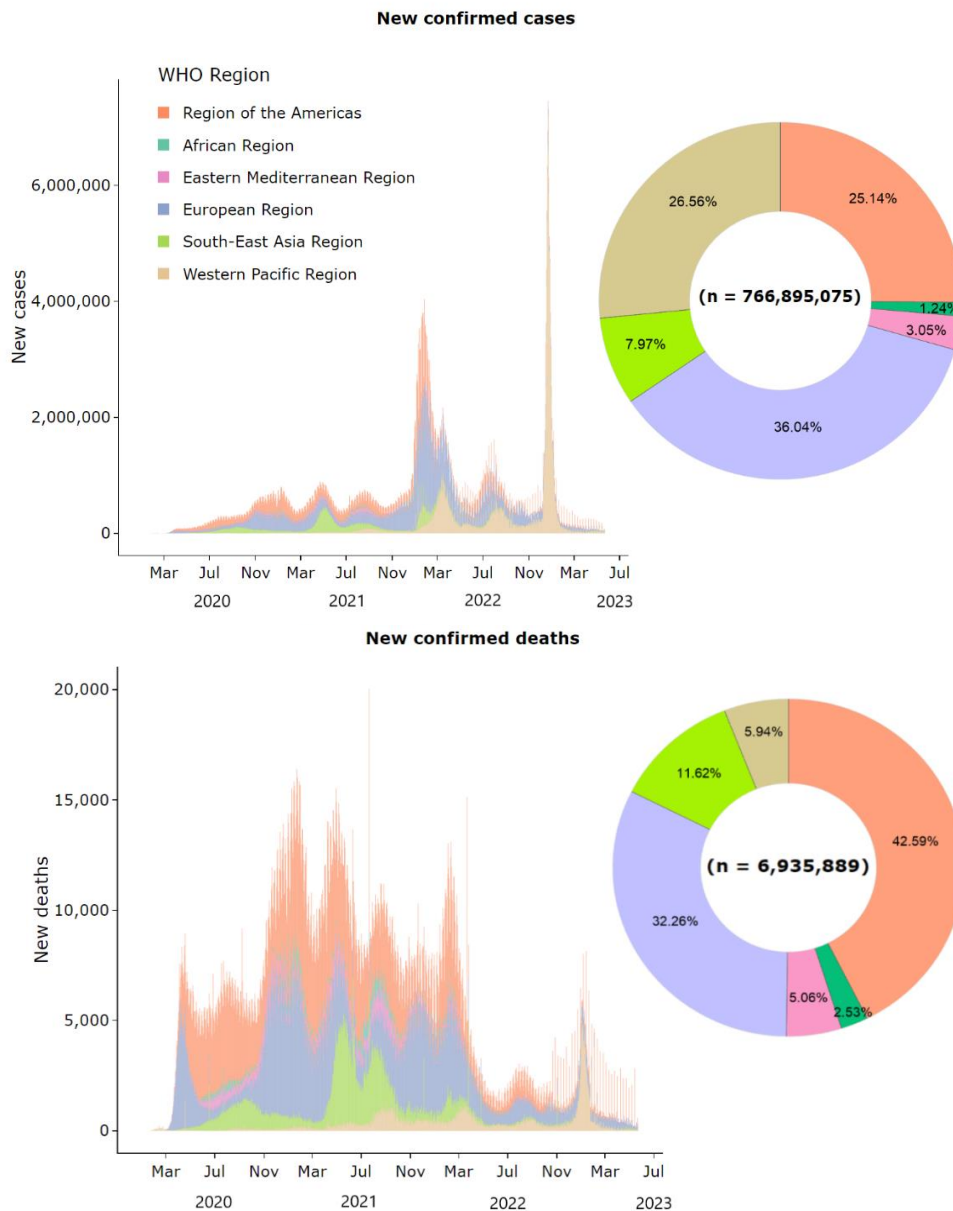 New confirmed cases
WHO Region
Region of the Americas
African Region
Eastern Mediterranean Region
European Region
South-East Asia Region
Western Pacific Region
New cases
6,000,000
4,000,000
2,000,000
0
Mar Jul Nov Mar Jul Nov Mar Jul Nov Mar Jul
2020 2021 2022 2023
26.56%
25.14%
(n = 766,895,075)
1.24%
3.05%
7.97%
36.04%
New confirmed deaths
New deaths
20,000
15,000
10,000
5,000
0
Mar Jul Nov Mar Jul Nov Mar Jul Nov Mar Jul
2020 2021 2022 2023
5.94%
11.62%
42.59%
(n = 6,935,889)
32.26%
5.06%
2.53%